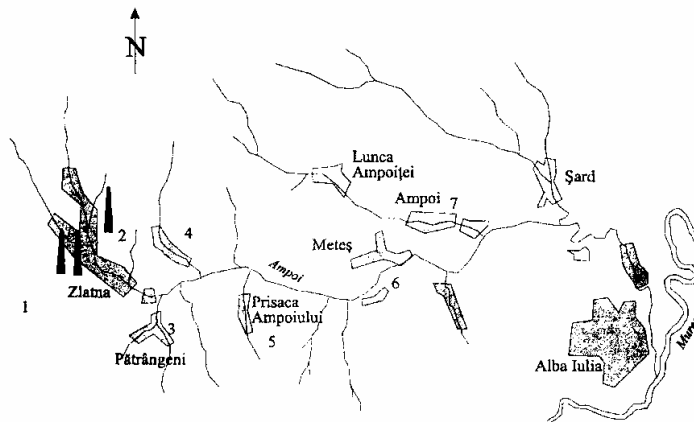 N
Lunca
Ampoiței
Șard
Ampoi
7
4
2
Meteș
Ampoi
6
Zlatna
1
Prisaca
Ampoiului
3
5
Pătrângeni
Alba Iulia